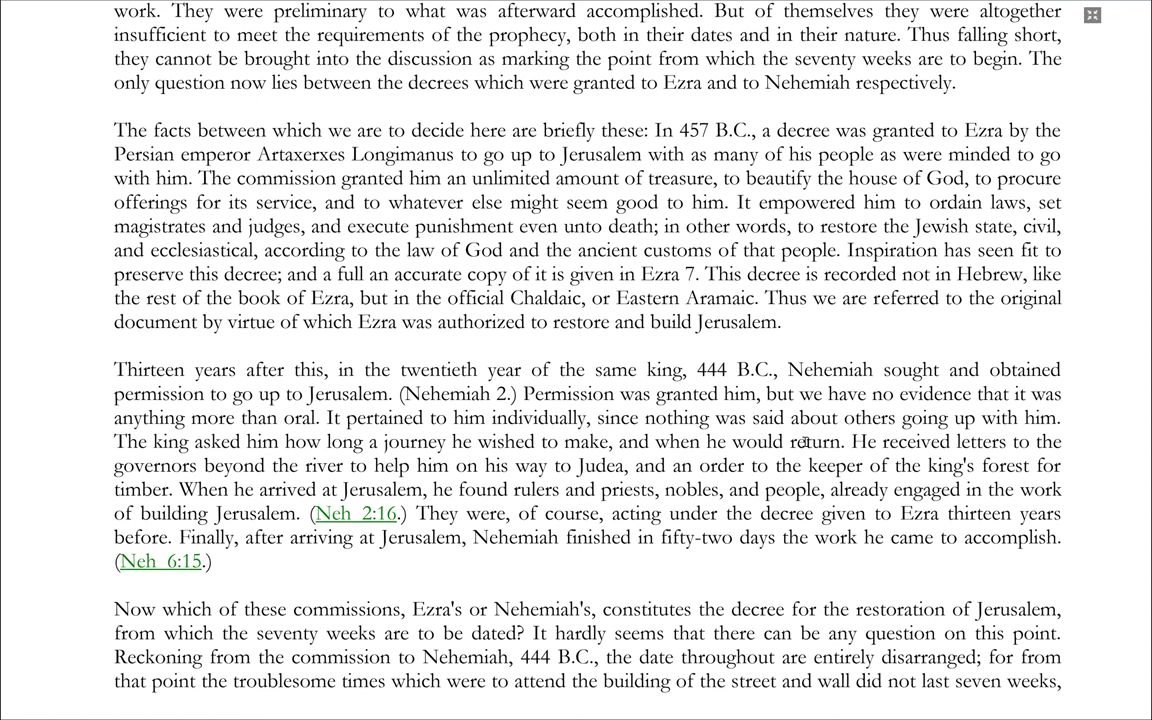 work. They were preliminary to what was afterward accomplished. But of themselves they were altogether
insufficient to meet the requirements of the prophecy, both in their dates and in their nature. Thus falling short,
they cannot be brought into the discussion as marking the point from which the seventy weeks are to begin. The
only question now lies between the decrees which were granted to Ezra and to Nehemiah respectively.
The facts between which we are to decide here are briefly these: In 457 B.C., a decree was granted to Ezra by the
Persian emperor Artaxerxes Longimanus to go up to Jerusalem with as many of his people as were minded to go
with him. The commission granted him an unlimited amount of treasure, to beautify the house of God, to procure
offerings for its service, and to whatever else might seem good to him. It empowered him to ordain laws, set
magistrates and judges, and execute punishment even unto death; in other words, to restore the Jewish state, civil,
and ecclesiastical, according to the law of God and the ancient customs of that people. Inspiration has seen fit to
preserve this decree; and a full an accurate copy of it is given in Ezra 7. This decree is recorded not in Hebrew, like
the rest of the book of Ezra, but in the official Chaldaic, or Eastern Aramaic. Thus we are referred to the original
document by virtue of which Ezra was authorized to restore and build Jerusalem.
Thirteen years after this, in the twentieth year of the same king, 444 B.C., Nehemiah sought and obtained
permission to go up to Jerusalem. (Nehemiah 2.) Permission was granted him, but we have no evidence that it was
anything more than oral. It pertained to him individually, since nothing was said about others going up with him.
The king asked him how long a journey he wished to make, and when he would return. He received letters to the
governors beyond the river to help him on his way to Judea, and an order to the keeper of the king's forest for
timber. When he arrived at Jerusalem, he found rulers and priests, nobles, and people, already engaged in the work
of building Jerusalem. (Neh 2:16.) They were, of course, acting under the decree given to Ezra thirteen years
before. Finally, after arriving at Jerusalem, Nehemiah finished in fifty-two days the work he came to accomplish.
(Neh 6:15.)
Now which of these commissions, Ezra's or Nehemiah's, constitutes the decree for the restoration of Jerusalem,
from which the seventy weeks are to be dated? It hardly seems that there can be any question on this point.
Reckoning from the commission to Nehemiah, 444 B.C., the date throughout are entirely disarranged; for from
that point the troublesome times which were to attend the building of the street and wall did not last seven weeks,